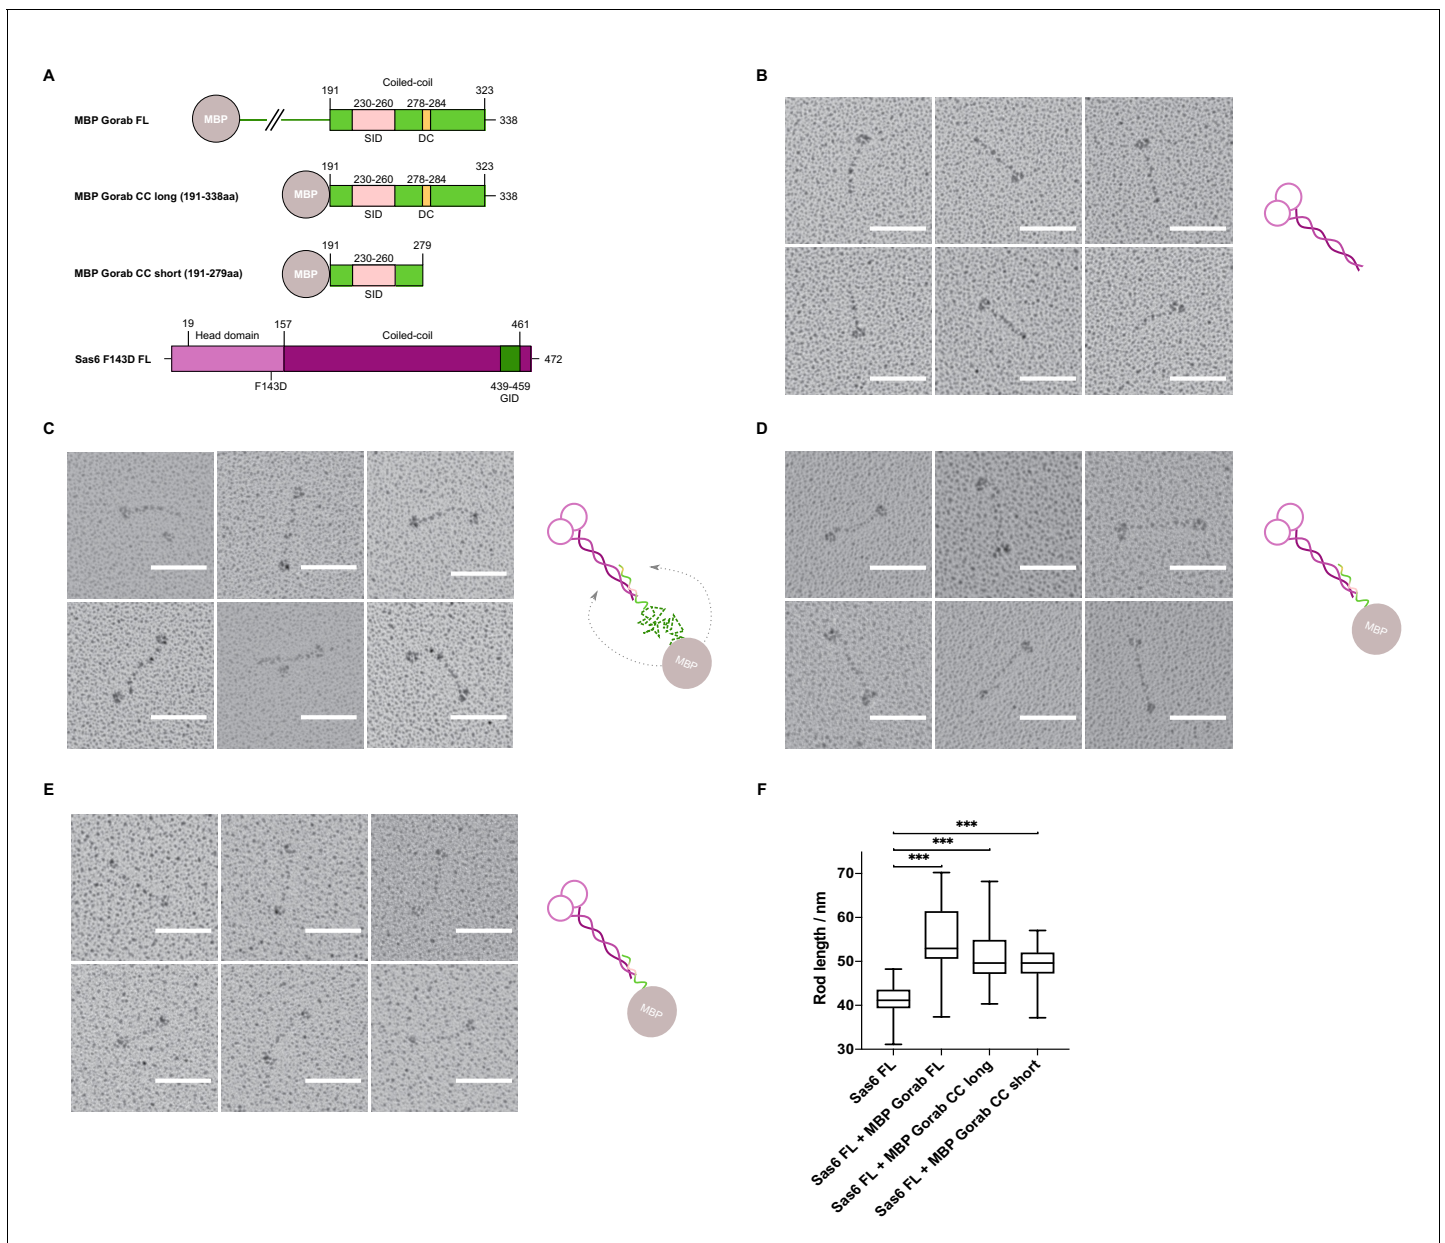 A
Coiled-coil
191
323
230-260
278-284
MBP Gorab FL
MBP
338
SID
DC
191
323
230-260
278-284
MBP Gorab CC long (191-338aa)
MBP
338
SID
DC
191
279
230-260
MBP Gorab CC short (191-279aa)
MBP
SID
19
157
461
Head domain
Coiled-coil
Sas6 F143D FL
472
F143D
439-459
GID
B
C
MBP
D
MBP
E
MBP
F
***
***
***
70
60
50
40
30
Rod length / nm
Sas6 FL
Sas6 FL + MBP Gorab FL
Sas6 FL + MBP Gorab CC long
Sas6 FL + MBP Gorab CC short